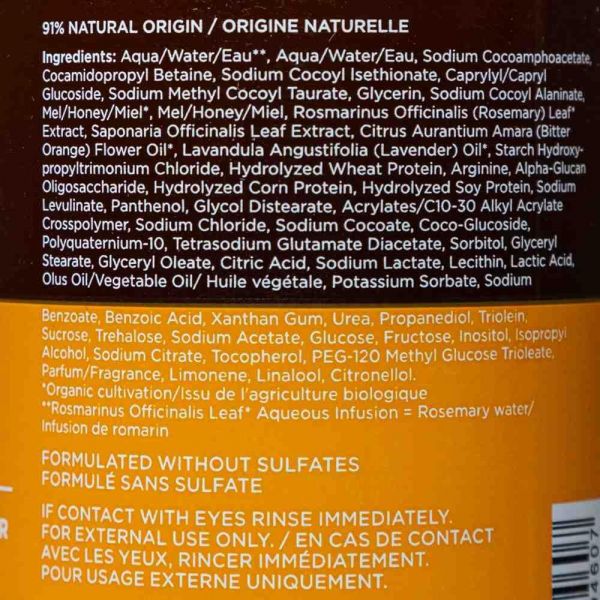 91% NATURAL ORIGIN / ORIGINE NATURELLE
Ingredients: Aqua/Water/Eau**, Aqua/Water/Eau, Sodium Cocoamphoacetate,
Cocamidopropyl Betaine, Sodium Cocoyl Isethionate, Caprylyl/Capryl
Glucoside, Sodium Methyl Cocoyl Taurate, Glycerin, Sodium Cocoyl Alaninate,
Mel/Honey/Miel*, Mel/Honey/Miel, Rosmarinus Officinalis (Rosemary) Leaf*
Extract, Saponaria Officinalis Leaf Extract, Citrus Aurantium Amara (Bitter
Orange) Flower Oil*, Lavandula Angustifolia (Lavender) Oil*, Starch Hydroxy-
propyltrimonium Chloride, Hydrolyzed Wheat Protein, Arginine, Alpha-Glucan
Oligosaccharide, Hydrolyzed Corn Protein, Hydrolyzed Soy Protein, Sodium
Levulinate, Panthenol, Glycol Distearate, Acrylates/C10-30 Alkyl Acrylate
Crosspolymer, Sodium Chloride, Sodium Cocoate, Coco-Glucoside,
Polyquaternium-10, Tetrasodium Glutamate Diacetate, Sorbitol, Glyceryl
Stearate, Glyceryl Oleate, Citric Acid, Sodium Lactate, Lecithin, Lactic Acid,
Olus Oil/Vegetable Oil/ Huile végétale, Potassium Sorbate, Sodium
Benzoate, Benzoic Acid, Xanthan Gum, Urea, Propanediol, Triolein,
Sucrose, Trehalose, Sodium Acetate, Glucose, Fructose, Inositol, Isopropyl
Alcohol, Sodium Citrate, Tocopherol, PEG-120 Methyl Glucose Trioleate,
Parfum/Fragrance, Limonene, Linalool, Citronellol.
*Organic cultivation/Issu de l'agriculture biologique
**Rosmarinus Officinalis Leaf* Aqueous Infusion = Rosemary water/
Infusion de romarin
FORMULATED WITHOUT SULFATES
FORMULÉ SANS SULFATE
IF CONTACT WITH EYES RINSE IMMEDIATELY.
FOR EXTERNAL USE ONLY. / EN CAS DE CONTACT
AVEC LES YEUX, RINCER IMMÉDIATEMENT.
POUR USAGE EXTERNE UNIQUEMENT.